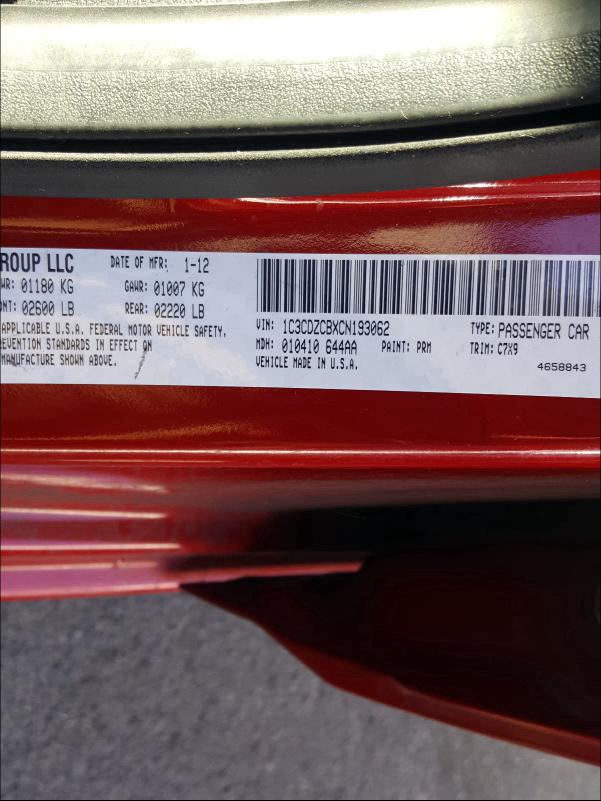 ROUP LLC DATE OF MFR: 1-12
WR: 01180 KG GAWR: 01007 KG
NT: 02600 LB REAR: 02220 LB
APPLICABLE U.S.A. FEDERAL MOTOR VEHICLE SAFETY,
EVENTION STANDARDS IN EFFECT ON
MANUFACTURE SHOWN ABOVE.
VIN: 1C3CDZCBXCN193062 TYPE: PASSENGER CAR
MDH: 010410 644AA PAINT: PRM TRIM: C7X9
VEHICLE MADE IN U.S.A. 4658843